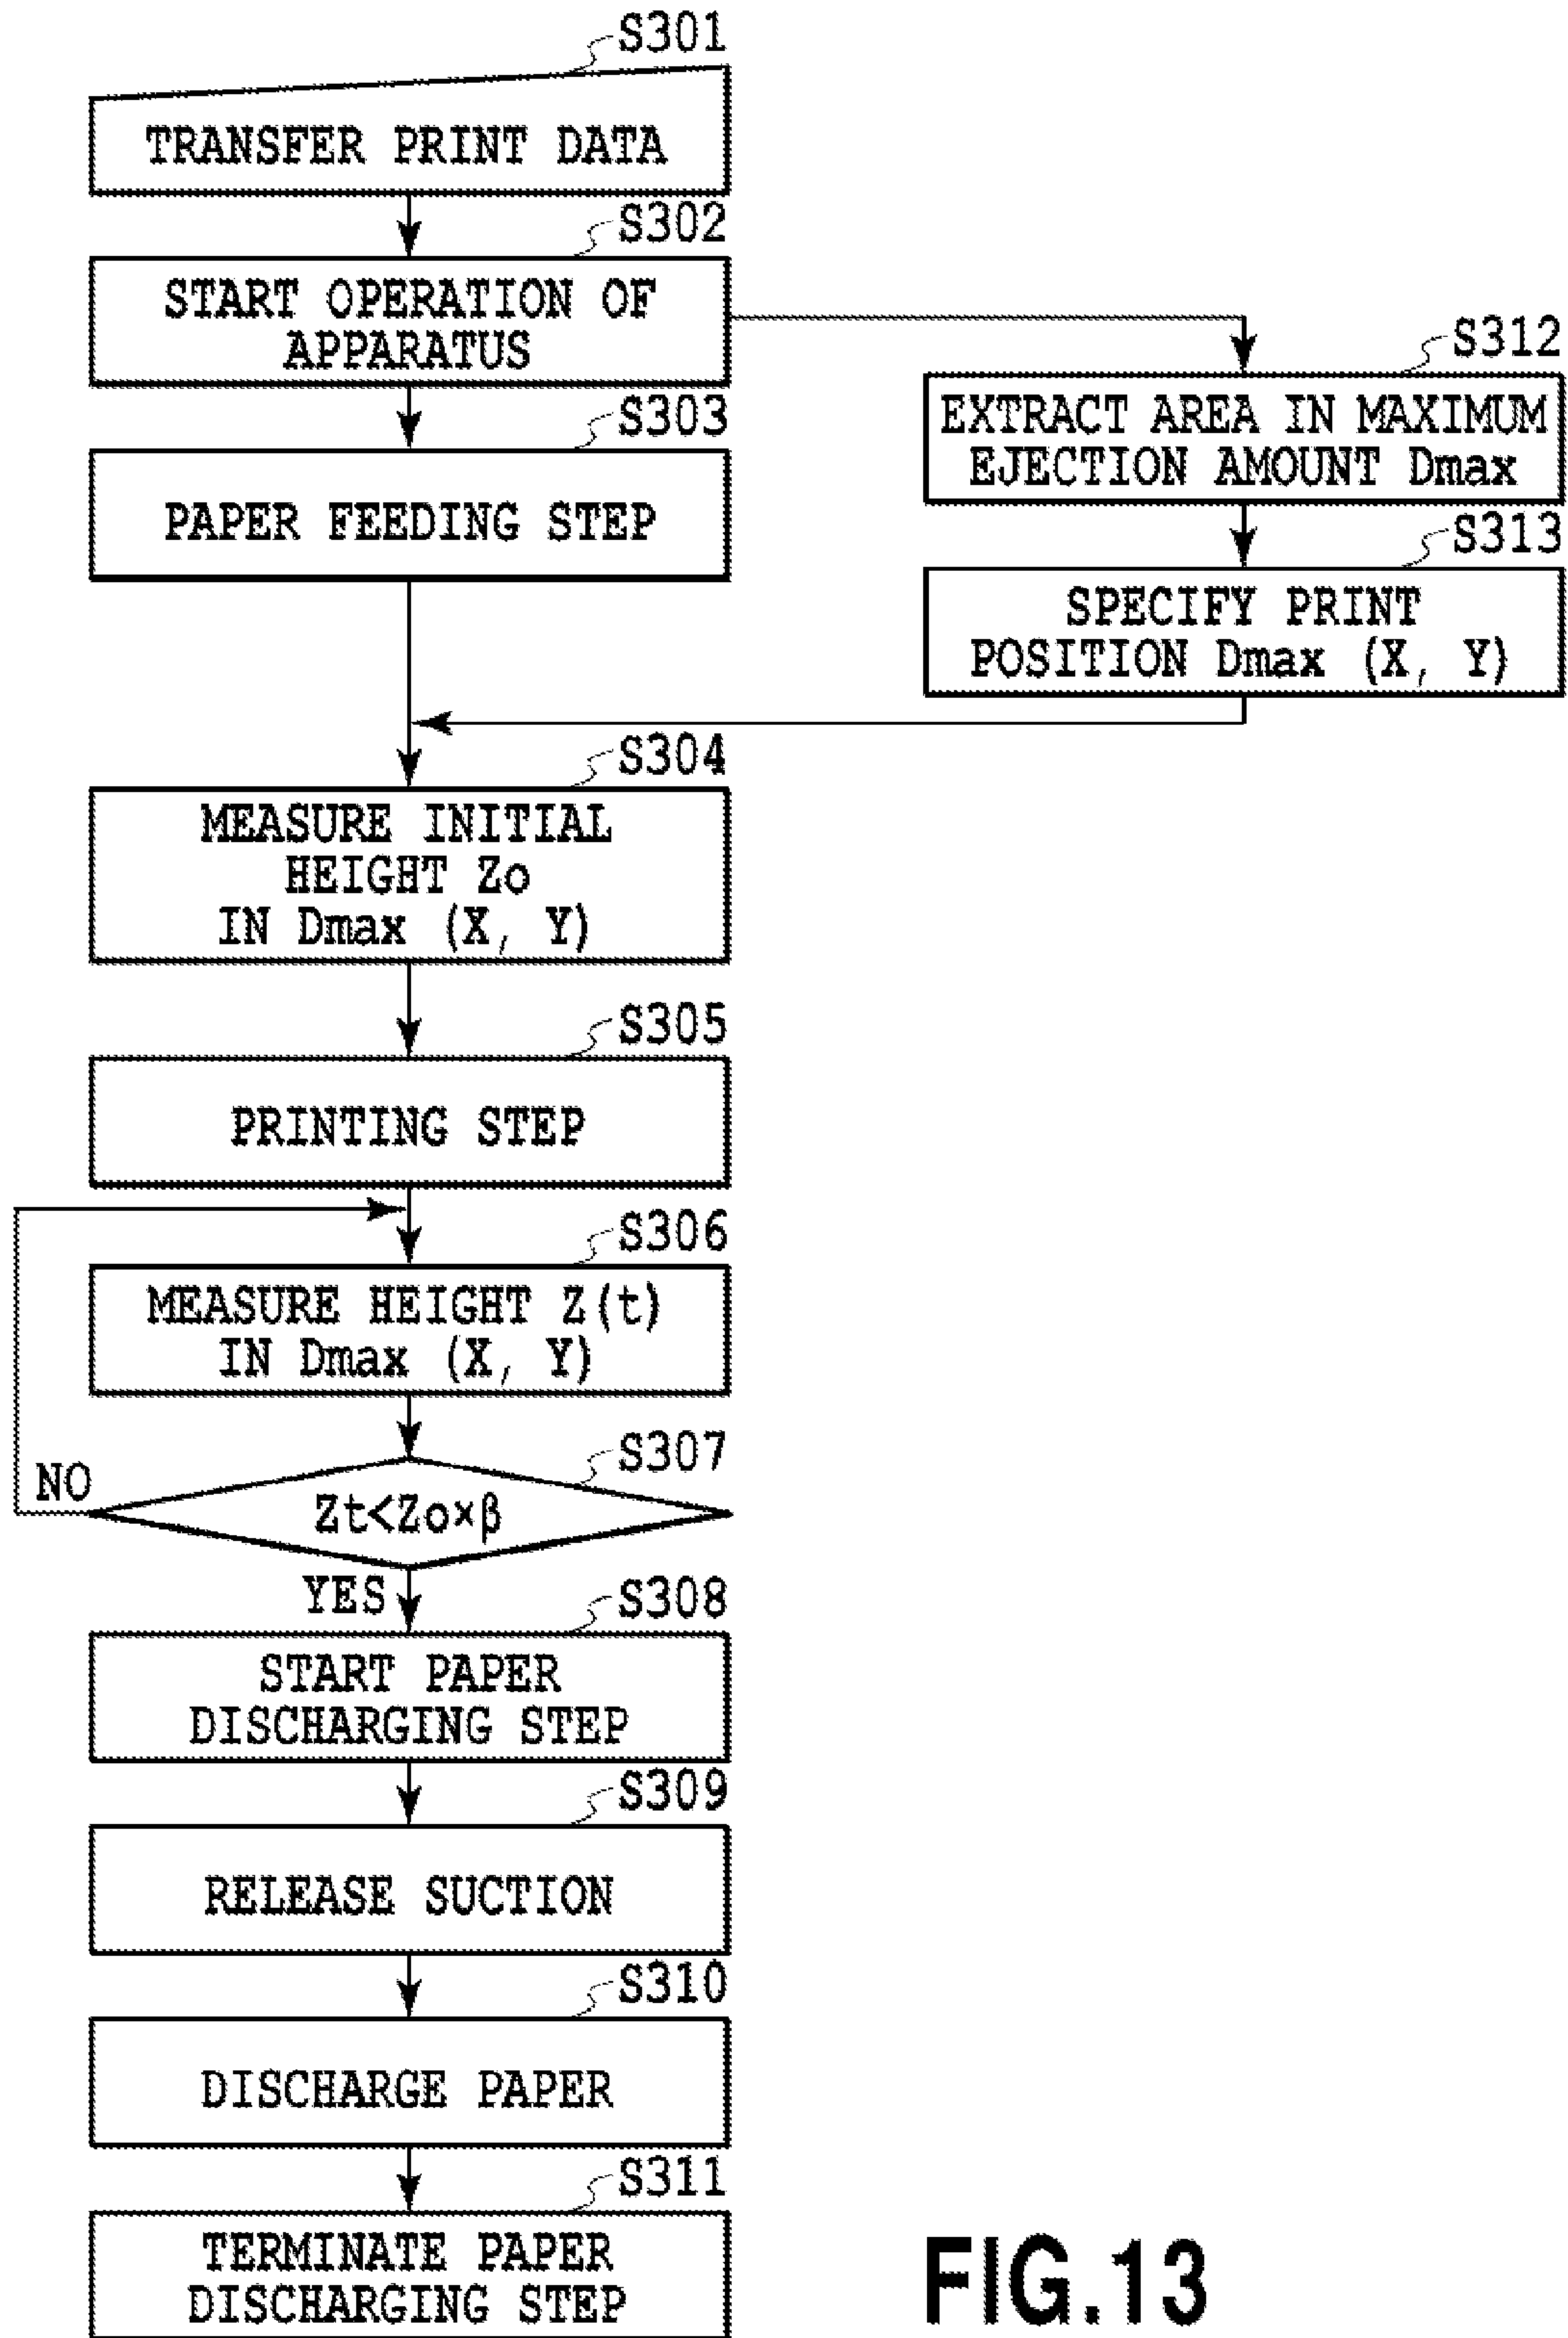 S301
TRANSFER PRINT DATA
S302
START OPERATION OF
APPARATUS
S303
PAPER FEEDING STEP
S312
EXTRACT AREA IN MAXIMUM
EJECTION AMOUNT Dmax
S313
SPECIFY PRINT
POSITION Dmax (X, Y)
S304
MEASURE INITIAL
HEIGHT Zo
IN Dmax (X, Y)
S305
PRINTING STEP
S306
MEASURE HEIGHT Z(t)
IN Dmax (X, Y)
S307
NO
Zt<Zo×β
YES
S308
START PAPER
DISCHARGING STEP
S309
RELEASE SUCTION
S310
DISCHARGE PAPER
S311
TERMINATE PAPER
DISCHARGING STEP
FIG.13